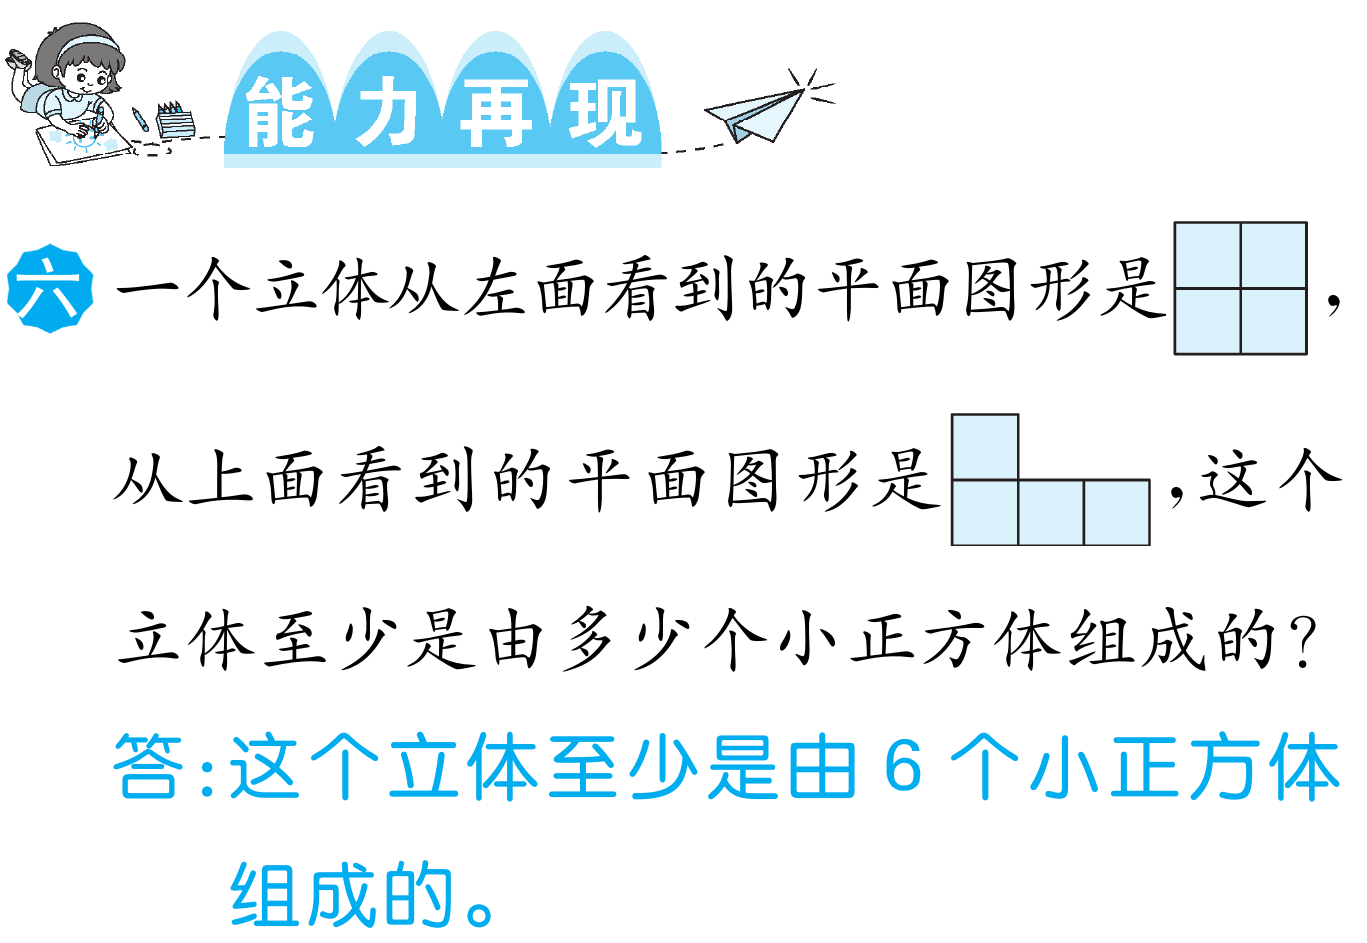 能力再现
六 一个立体从左面看到的平面图形是，
从上面看到的平面图形是，这个
立体至少是由多少个小正方体组成的？
答：这个立体至少是由 6 个小正方体
组成的。